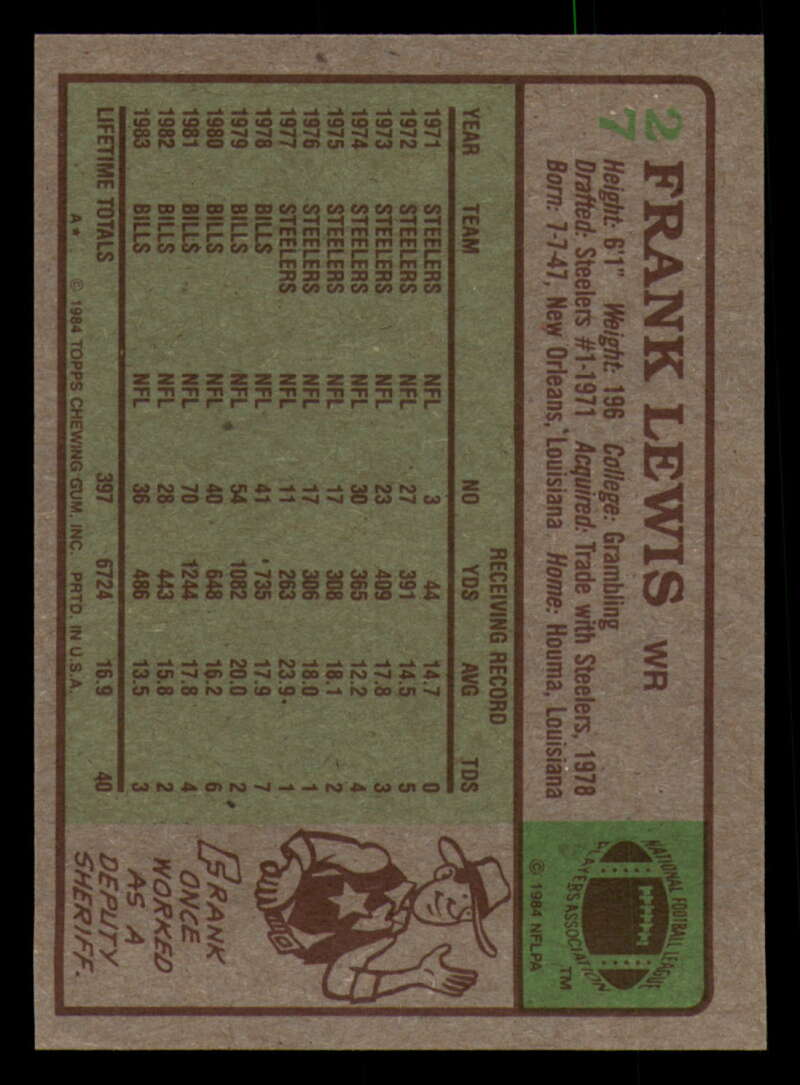 27
FRANK LEWIS WR
Height: 6'1" Weight: 196 College: Grambling
Drafted: Steelers #1-1971 Acquired: Trade with Steelers, 1978
Born: 7-7-47, New Orleans, Louisiana Home: Houma, Louisiana
NATIONAL FOOTBALL LEAGUE
PLAYERS ASSOCIATION
TM
© 1984 NFLPA
RECEIVING RECORD
YEAR TEAM NO YDS AVG TDS
1971 STEELERS NFL 3 44 14.7 0
1972 STEELERS NFL 27 391 14.5 5
1973 STEELERS NFL 23 409 17.8 3
1974 STEELERS NFL 30 365 12.2 4
1975 STEELERS NFL 17 308 18.1 2
1976 STEELERS NFL 17 306 18.0 1
1977 STEELERS NFL 11 263 23.9 1
1978 BILLS NFL 41 735 17.9 7
1979 BILLS NFL 54 1082 20.0 2
1980 BILLS NFL 40 648 16.2 6
1981 BILLS NFL 70 1244 17.8 4
1982 BILLS NFL 28 443 15.8 2
1983 BILLS NFL 36 486 13.5 3
LIFETIME TOTALS 397 6724 16.9 40
A* © 1984 TOPPS CHEWING GUM, INC. PRTD. IN U.S.A.
FRANK
ONCE
WORKED
AS A
DEPUTY
SHERIFF.